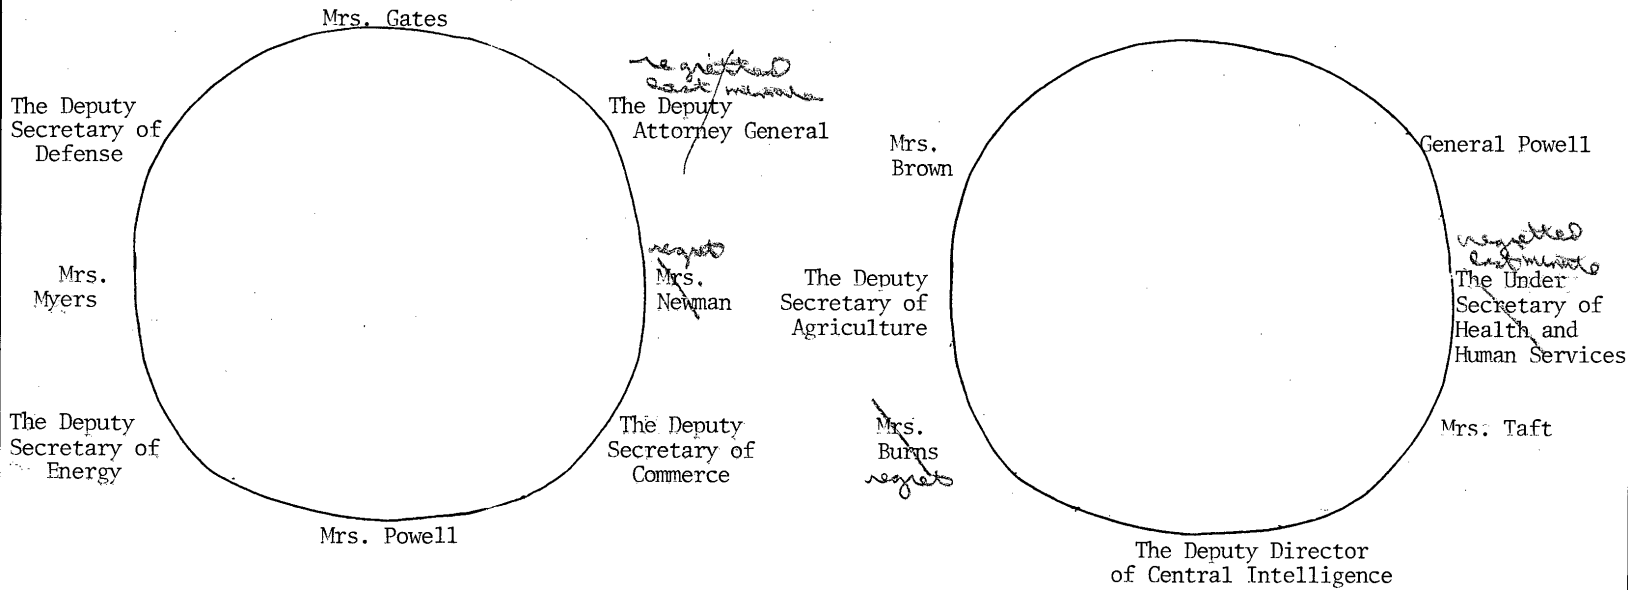 Mrs. Gates
regretted
last minute
The Deputy
Secretary of
Defense
The Deputy
Attorney General
Mrs.
Myers
regrets
Mrs.
Newman
The Deputy
Secretary of
Energy
The Deputy
Secretary of
Commerce
Mrs. Powell
Mrs.
Brown
General Powell
The Deputy
Secretary of
Agriculture
regretted
last minute
The Under
Secretary of
Health and
Human Services
Mrs.
Burns
regrets
Mrs. Taft
The Deputy Director
of Central Intelligence